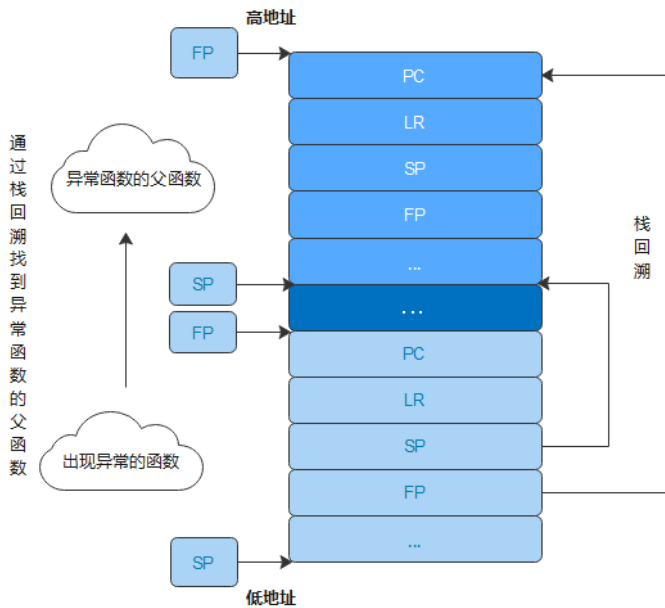 高地址
FP
PC
LR
SP
FP
...
SP
...
FP
PC
LR
SP
FP
...
SP
低地址
通过栈回溯找到异常函数的父函数
异常函数的父函数
出现异常的函数
栈回溯